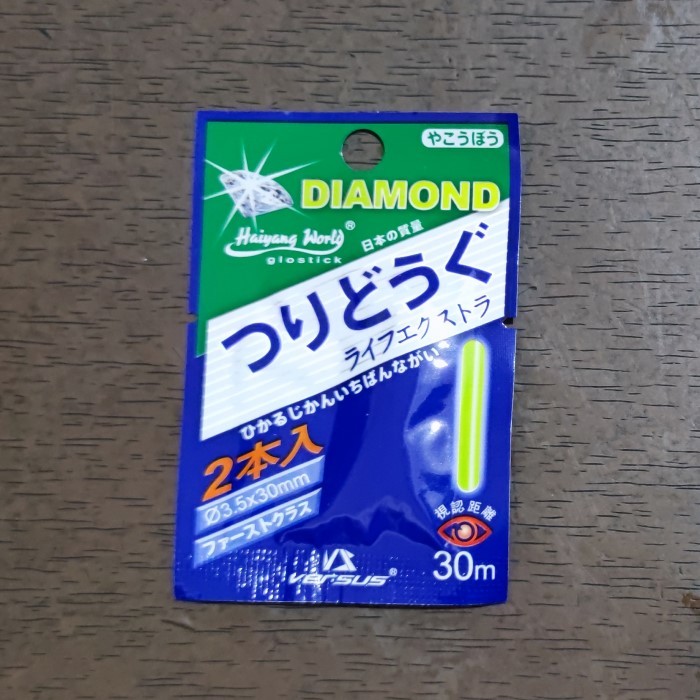 やこうぼう
DIAMOND
Haiyang World®
glostick
日本の質量
つりどうぐ
ライフエクストラ
ひかるじかんいちばんながい
2本入
Ø3.5x30mm
ファーストクラス
視認距離
30m
VS
versus®